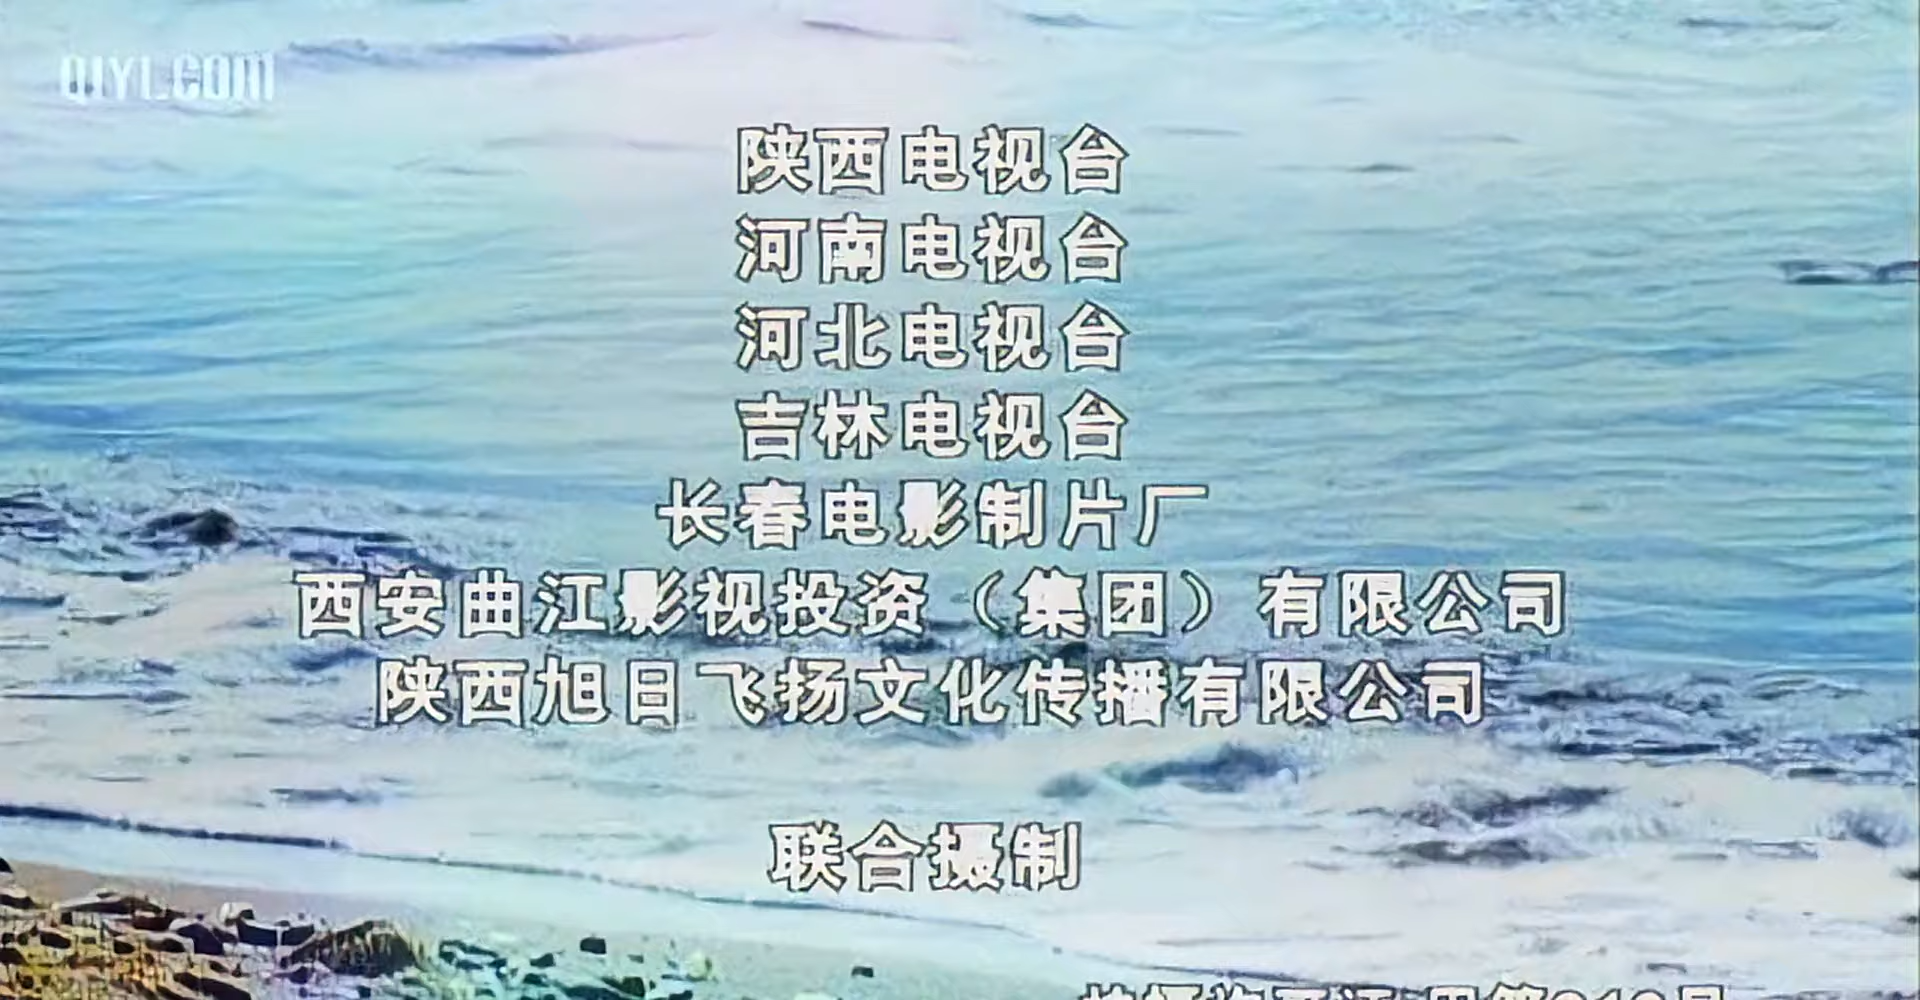 QIYI.COM
陕西电视台
河南电视台
河北电视台
吉林电视台
长春电影制片厂
西安曲江影视投资（集团）有限公司
陕西旭日飞扬文化传播有限公司
联合摄制